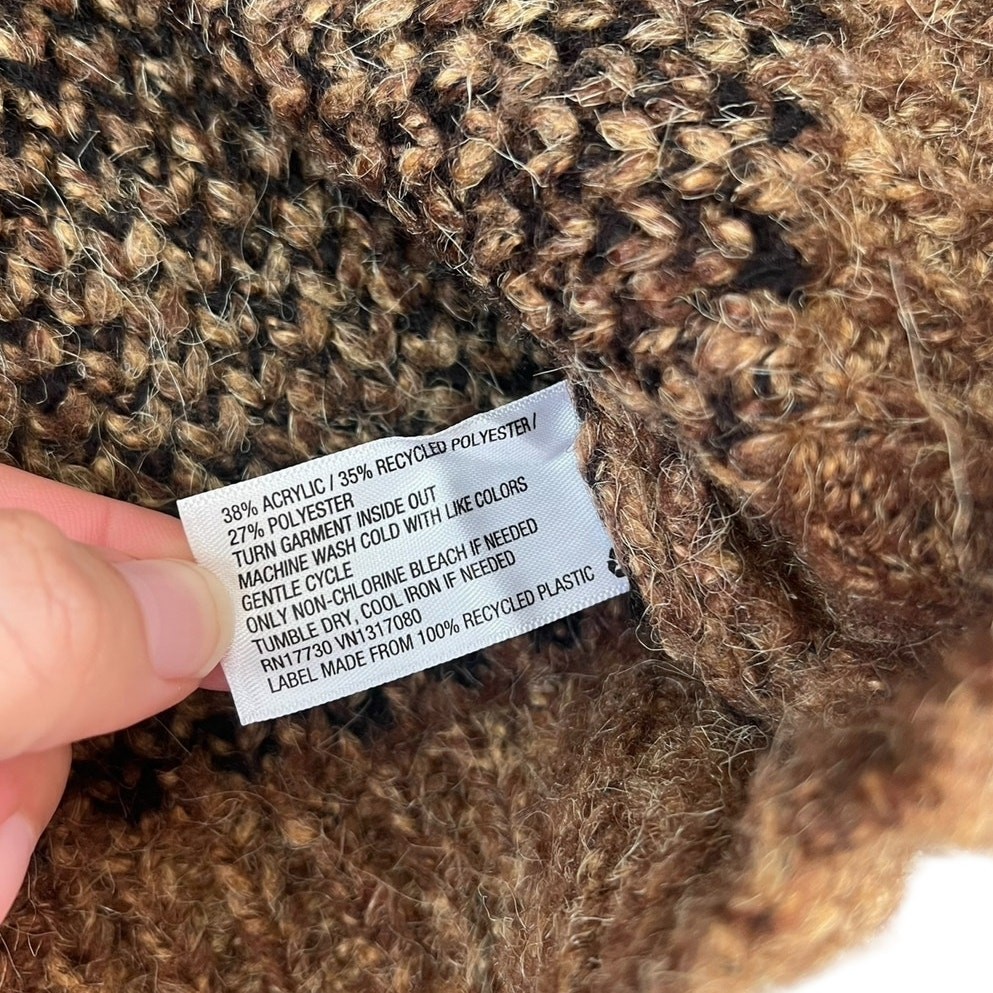 38% ACRYLIC / 35% RECYCLED POLYESTER /
27% POLYESTER
TURN GARMENT INSIDE OUT
MACHINE WASH COLD WITH LIKE COLORS
GENTLE CYCLE
ONLY NON-CHLORINE BLEACH IF NEEDED
TUMBLE DRY, COOL IRON IF NEEDED
RN17730 VN1317080
LABEL MADE FROM 100% RECYCLED PLASTIC